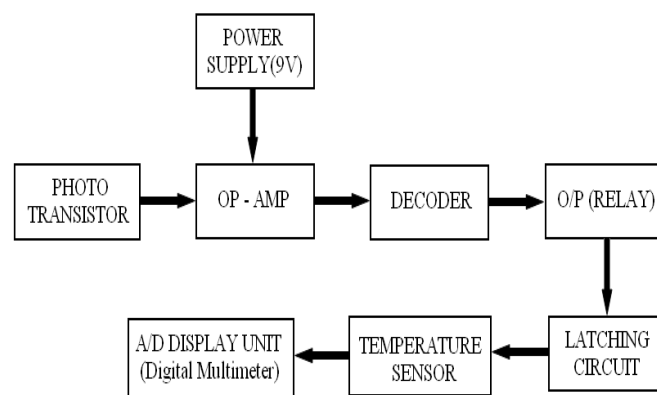 POWER
SUPPLY(9V)
PHOTO
TRANSISTOR
OP - AMP
DECODER
O/P (RELAY)
A/D DISPLAY UNIT
(Digital Multimeter)
TEMPERATURE
SENSOR
LATCHING
CIRCUIT